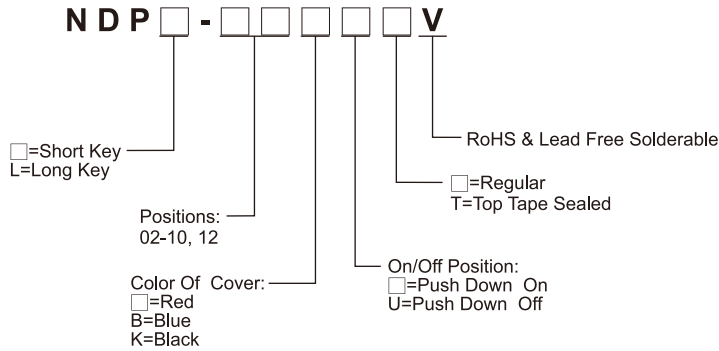 NDP□-□□□□□V
□=Short Key
L=Long Key
Positions:
02-10, 12
Color Of Cover:
□=Red
B=Blue
K=Black
On/Off Position:
□=Push Down On
U=Push Down Off
□=Regular
T=Top Tape Sealed
RoHS & Lead Free Solderable